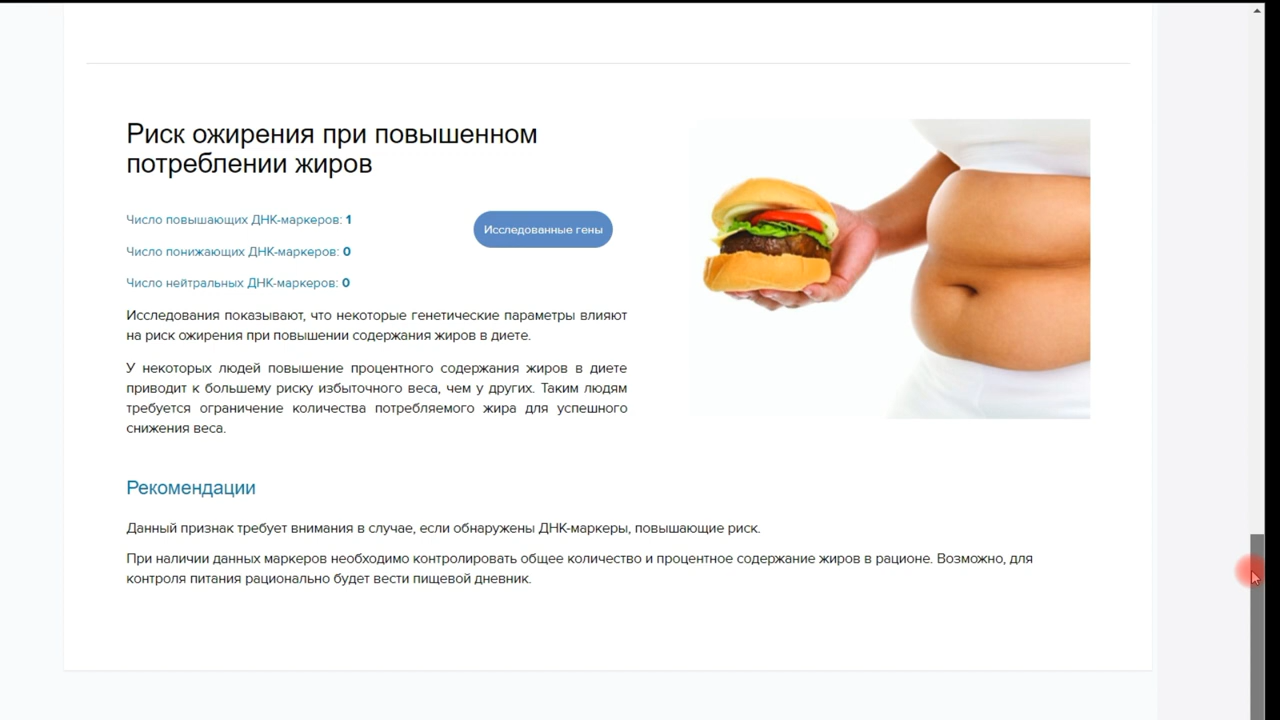 Риск ожирения при повышенном
потреблении жиров
Число повышающих ДНК-маркеров: 1
Исследованные гены
Число понижающих ДНК-маркеров: 0
Число нейтральных ДНК-маркеров: 0
Исследования показывают, что некоторые генетические параметры влияют
на риск ожирения при повышении содержания жиров в диете.
У некоторых людей повышение процентного содержания жиров в диете
приводит к большему риску избыточного веса, чем у других. Таким людям
требуется ограничение количества потребляемого жира для успешного
снижения веса.
Рекомендации
Данный признак требует внимания в случае, если обнаружены ДНК-маркеры, повышающие риск.
При наличии данных маркеров необходимо контролировать общее количество и процентное содержание жиров в рационе. Возможно, для
контроля питания рационально будет вести пищевой дневник.